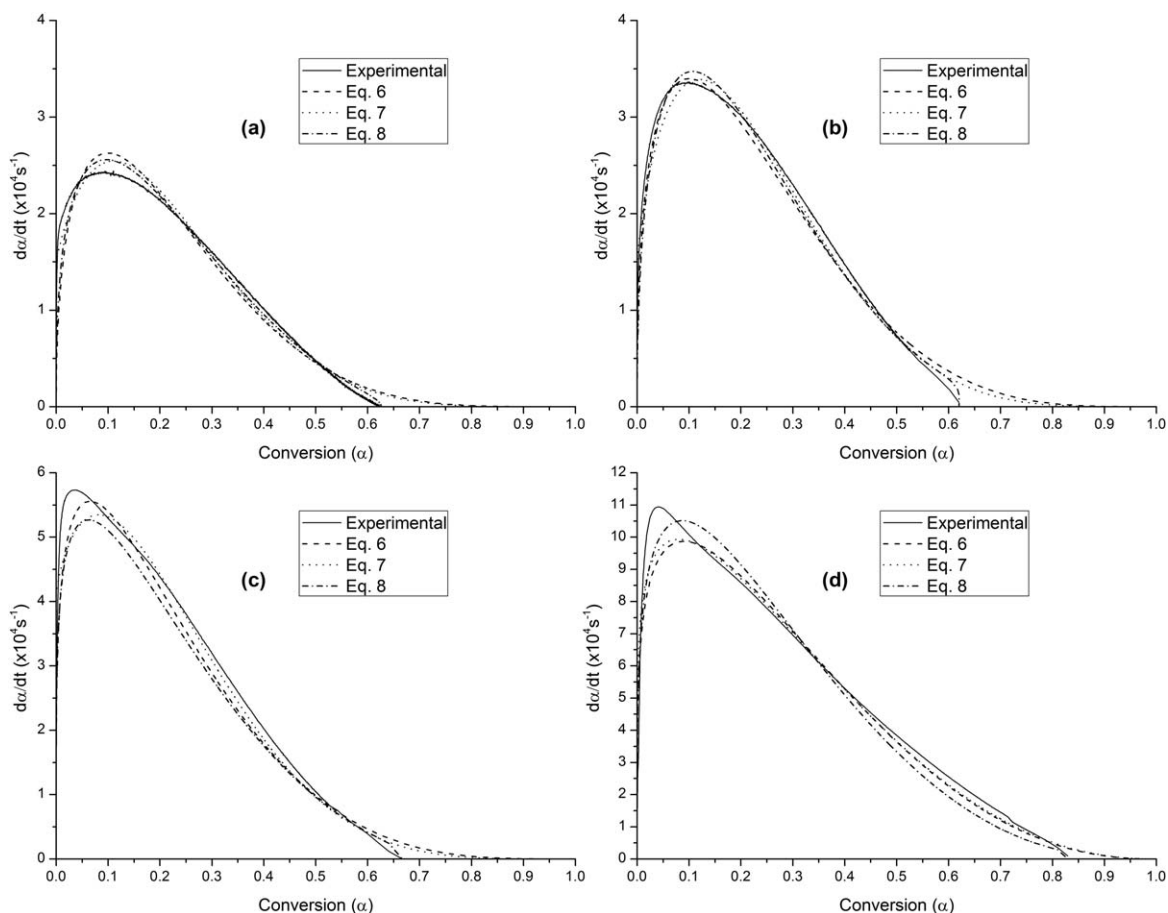 4
3
2
1
0
dα/dt (x10⁴s⁻¹)
Experimental
Eq. 6
Eq. 7
Eq. 8
(a)
0.0 0.1 0.2 0.3 0.4 0.5 0.6 0.7 0.8 0.9 1.0
Conversion (α)
4
3
2
1
0
dα/dt (x10⁴s⁻¹)
Experimental
Eq. 6
Eq. 7
Eq. 8
(b)
0.0 0.1 0.2 0.3 0.4 0.5 0.6 0.7 0.8 0.9 1.0
Conversion (α)
6
5
4
3
2
1
0
dα/dt (x10⁴s⁻¹)
Experimental
Eq. 6
Eq. 7
Eq. 8
(c)
0.0 0.1 0.2 0.3 0.4 0.5 0.6 0.7 0.8 0.9 1.0
Conversion (α)
12
11
10
9
8
7
6
5
4
3
2
1
0
dα/dt (x10⁴s⁻¹)
Experimental
Eq. 6
Eq. 7
Eq. 8
(d)
0.0 0.1 0.2 0.3 0.4 0.5 0.6 0.7 0.8 0.9 1.0
Conversion (α)